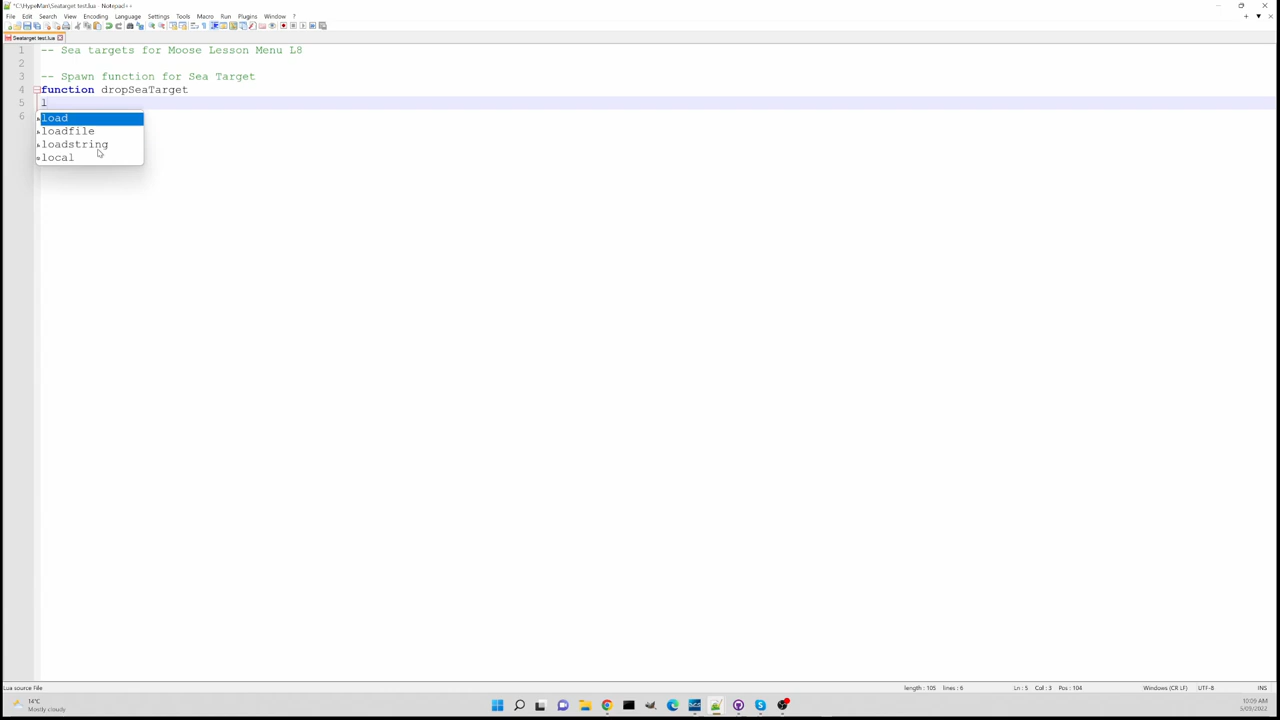 *C:\HypeMan\Seatarget test.lua - Notepad++
File Edit Search View Encoding Language Settings Tools Macro Run Plugins Window ?
Seatarget test.lua
1 -- Sea targets for Moose Lesson Menu L8
2
3 -- Spawn function for Sea Target
4 function dropSeaTarget
5 l
6
load
loadfile
loadstring
local
Lua source File length : 105 lines : 6 Ln : 5 Col : 3 Pos : 104 Windows (CR LF) UTF-8 INS
14°C
Mostly cloudy
10:09 AM
5/09/2022